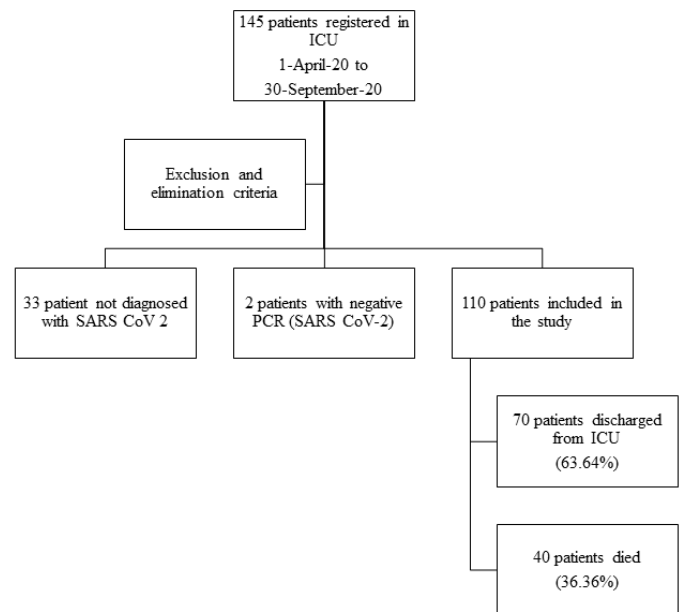 145 patients registered in
ICU
1-April-20 to
30-September-20
Exclusion and
elimination criteria
33 patient not diagnosed
with SARS CoV 2
2 patients with negative
PCR (SARS CoV-2)
110 patients included in
the study
70 patients discharged
from ICU
(63.64%)
40 patients died
(36.36%)